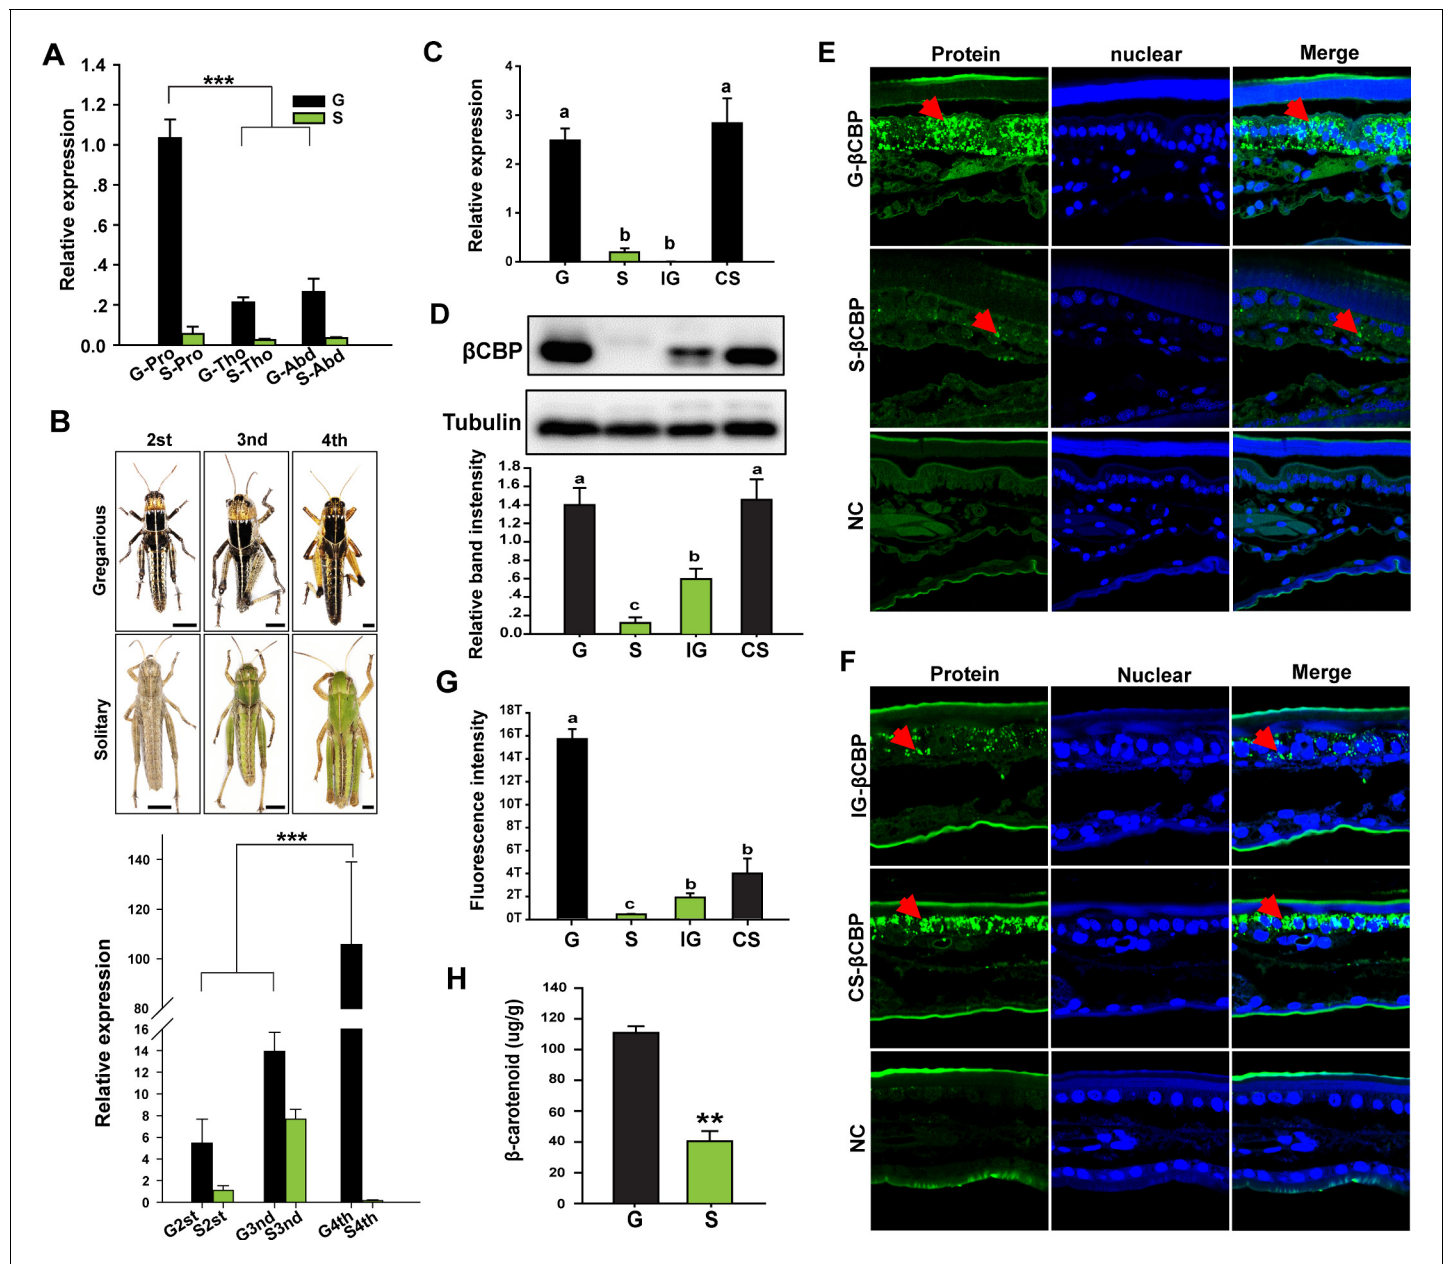 A
1.4
1.2
1.0
.8
.6
.4
.2
0.0
Relative expression
***
G
S
G-Pro
S-Pro
G-Tho
S-Tho
G-Abd
S-Abd
B
2st 3nd 4th
Gregarious
Solitary
***
140
120
100
80
16
14
12
10
8
6
4
2
0
Relative expression
G2st
S2st
G3nd
S3nd
G4th
S4th
C
4
3
2
1
0
Relative expression
a
b
b
a
G S IG CS
D
βCBP
Tubulin
1.8
1.6
1.4
1.2
1.0
.8
.6
.4
.2
0.0
Relative band instensity
a
c
b
a
G S IG CS
G
18T
16T
14T
12T
10T
8T
6T
4T
2T
0T
Fluorescence intensity
a
c
b
b
G S IG CS
H
140
120
100
80
60
40
20
0
β-carotenoid (ug/g)
**
G S
E
Protein nuclear Merge
G-βCBP
S-βCBP
NC
F
Protein Nuclear Merge
IG-βCBP
CS-βCBP
NC